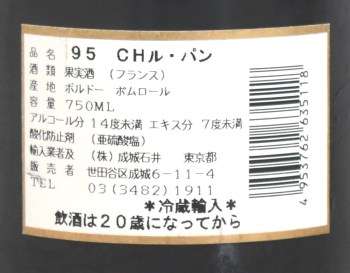 品名 95 CHル・パン
酒類 果実酒 (フランス)
産地 ボルドー ポムロール
容量 750ML
アルコール分 14度未満 エキス分 7度未満
酸化防止剤 (亜硫酸塩)
輸入業者及 (株) 成城石井 東京都
販売者 世田谷区成城6-11-4
TEL 03(3482)1911
*冷蔵輸入*
飲酒は20歳になってから
4953762635118